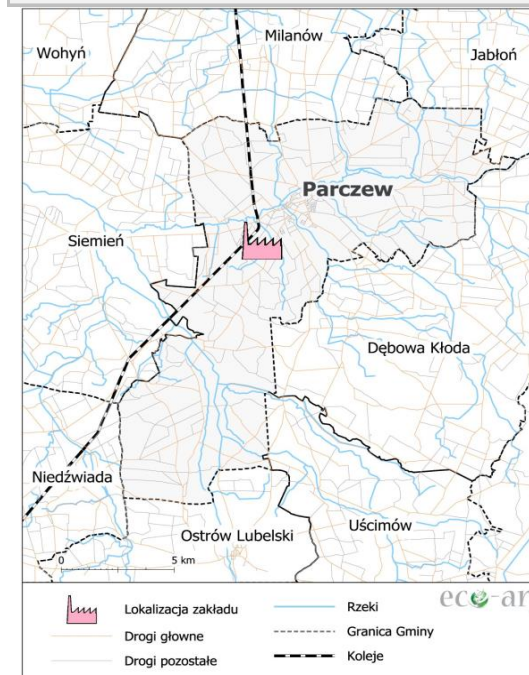 Wohyń
Milanów
Jabłoń
Parczew
Siemień
Dębowa Kłoda
Niedźwiada
Ostrów Lubelski
Uścimów
0
5 km
Lokalizacja zakładu
Drogi głowne
Drogi pozostałe
Rzeki
Granica Gminy
Koleje